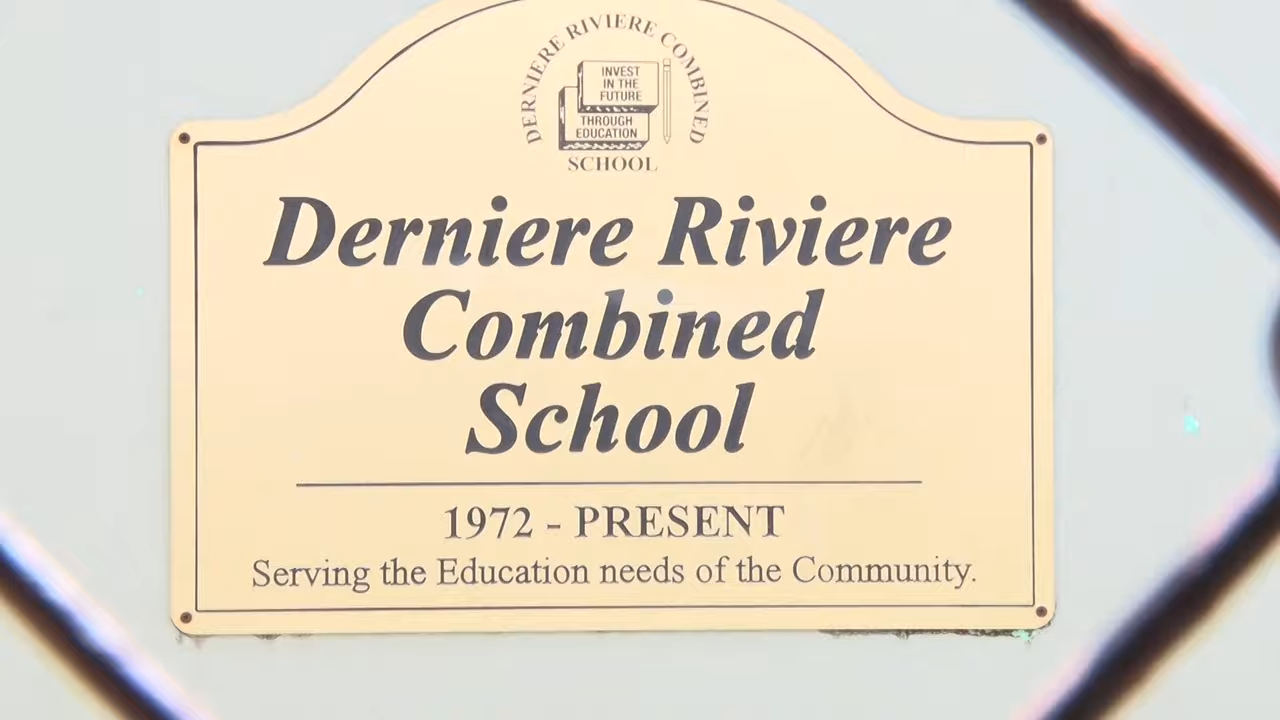 DERNIERE RIVIERE COMBINED
INVEST
IN THE
FUTURE
THROUGH
EDUCATION
SCHOOL
Derniere Riviere
Combined
School
1972 - PRESENT
Serving the Education needs of the Community.